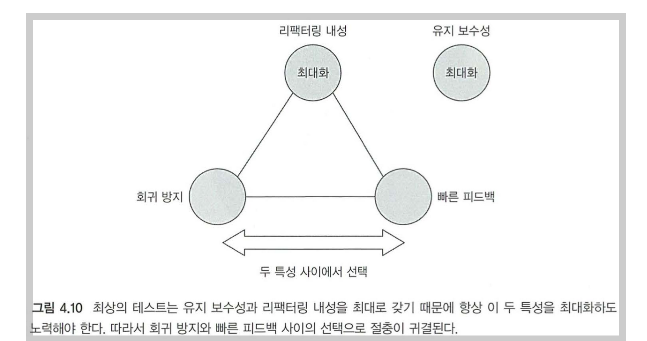 리팩터링 내성
유지 보수성
최대화
최대화
회귀 방지
빠른 피드백
두 특성 사이에서 선택
그림 4.10 최상의 테스트는 유지 보수성과 리팩터링 내성을 최대로 갖기 때문에 항상 이 두 특성을 최대화하도
노력해야 한다. 따라서 회귀 방지와 빠른 피드백 사이의 선택으로 절충이 귀결된다.